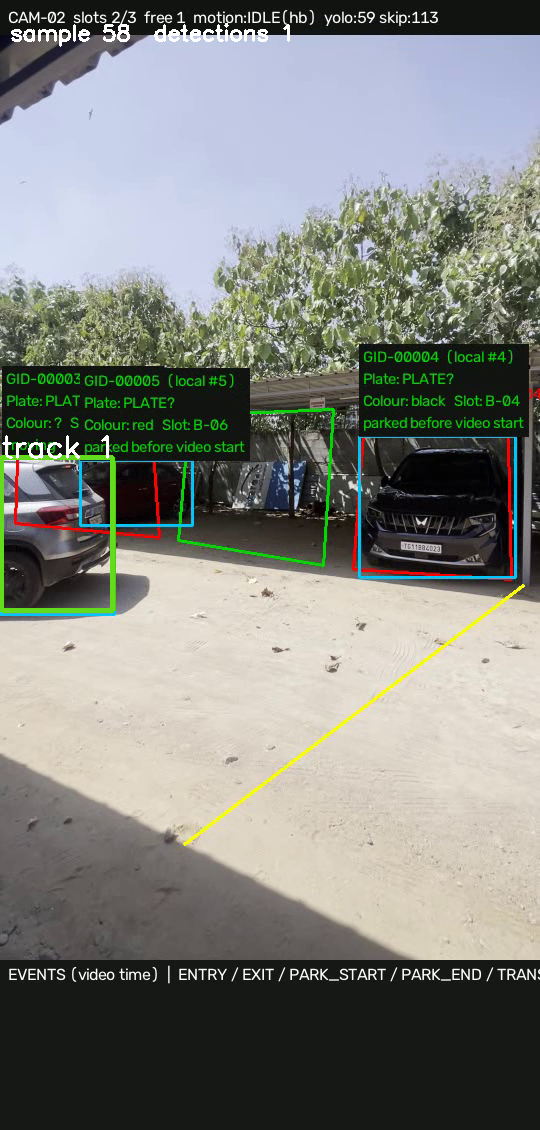 CAM-02 slots 2/3 free 1 motion:IDLE(hb) yolo:59 skip:113
sample 58 detections 1
GID-00004 (local #4)
Plate: PLATE?
Colour: black Slot: B-04
parked before video start
GID-00003
Plate: PLAT
Colour: ? S
GID-00005 (local #5)
Plate: PLATE?
Colour: red Slot: B-06
parked before video start
track 1
EVENTS (video time) | ENTRY / EXIT / PARK_START / PARK_END / TRANS